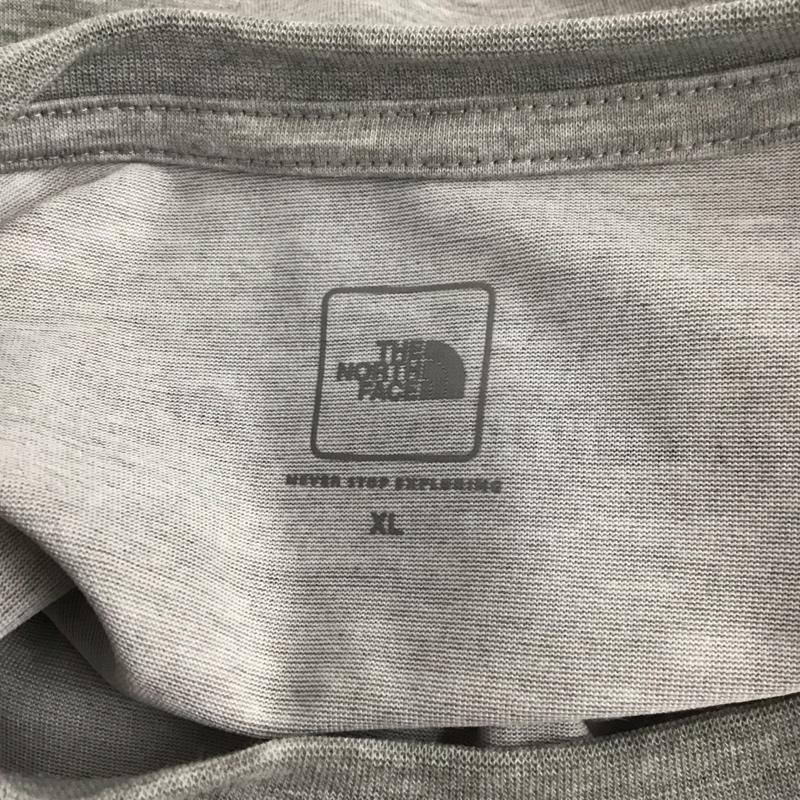 THE
NORTH
FACE
NEVER STOP EXPLORING
XL